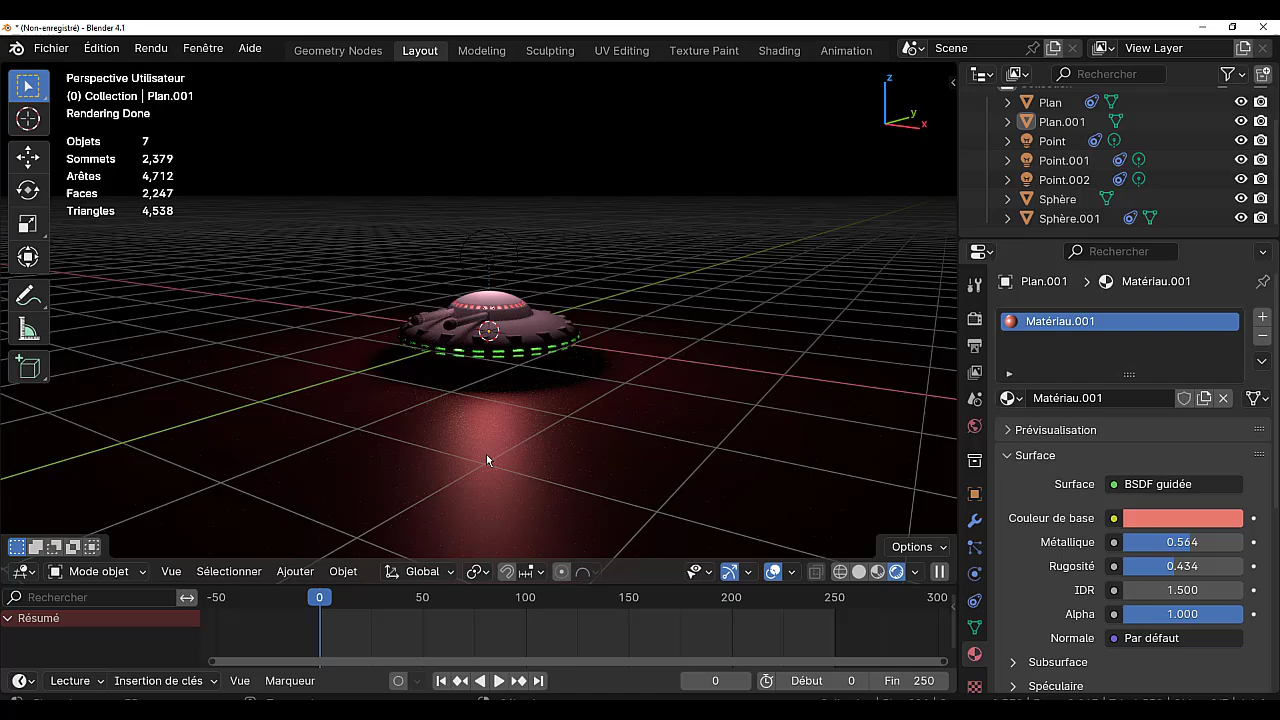 * (Non-enregistré) - Blender 4.1
Fichier Édition Rendu Fenêtre Aide
Geometry Nodes Layout Modeling Sculpting UV Editing Texture Paint Shading Animation
Scene View Layer
Perspective Utilisateur
(0) Collection | Plan.001
Rendering Done
Objets 7
Sommets 2,379
Arêtes 4,712
Faces 2,247
Triangles 4,538
z
y
x
Options
Mode objet Vue Sélectionner Ajouter Objet Global
Rechercher
-50 0 50 100 150 200 250 300
Résumé
Lecture Insertion de clés Vue Marqueur
0 Début 0 Fin 250
Rechercher
Plan
Plan.001
Point
Point.001
Point.002
Sphère
Sphère.001
Rechercher
Plan.001 Matériau.001
Matériau.001
Matériau.001
Prévisualisation
Surface
Surface BSDF guidée
Couleur de base
Métallique 0.564
Rugosité 0.434
IDR 1.500
Alpha 1.000
Normale Par défaut
Subsurface
Spéculaire